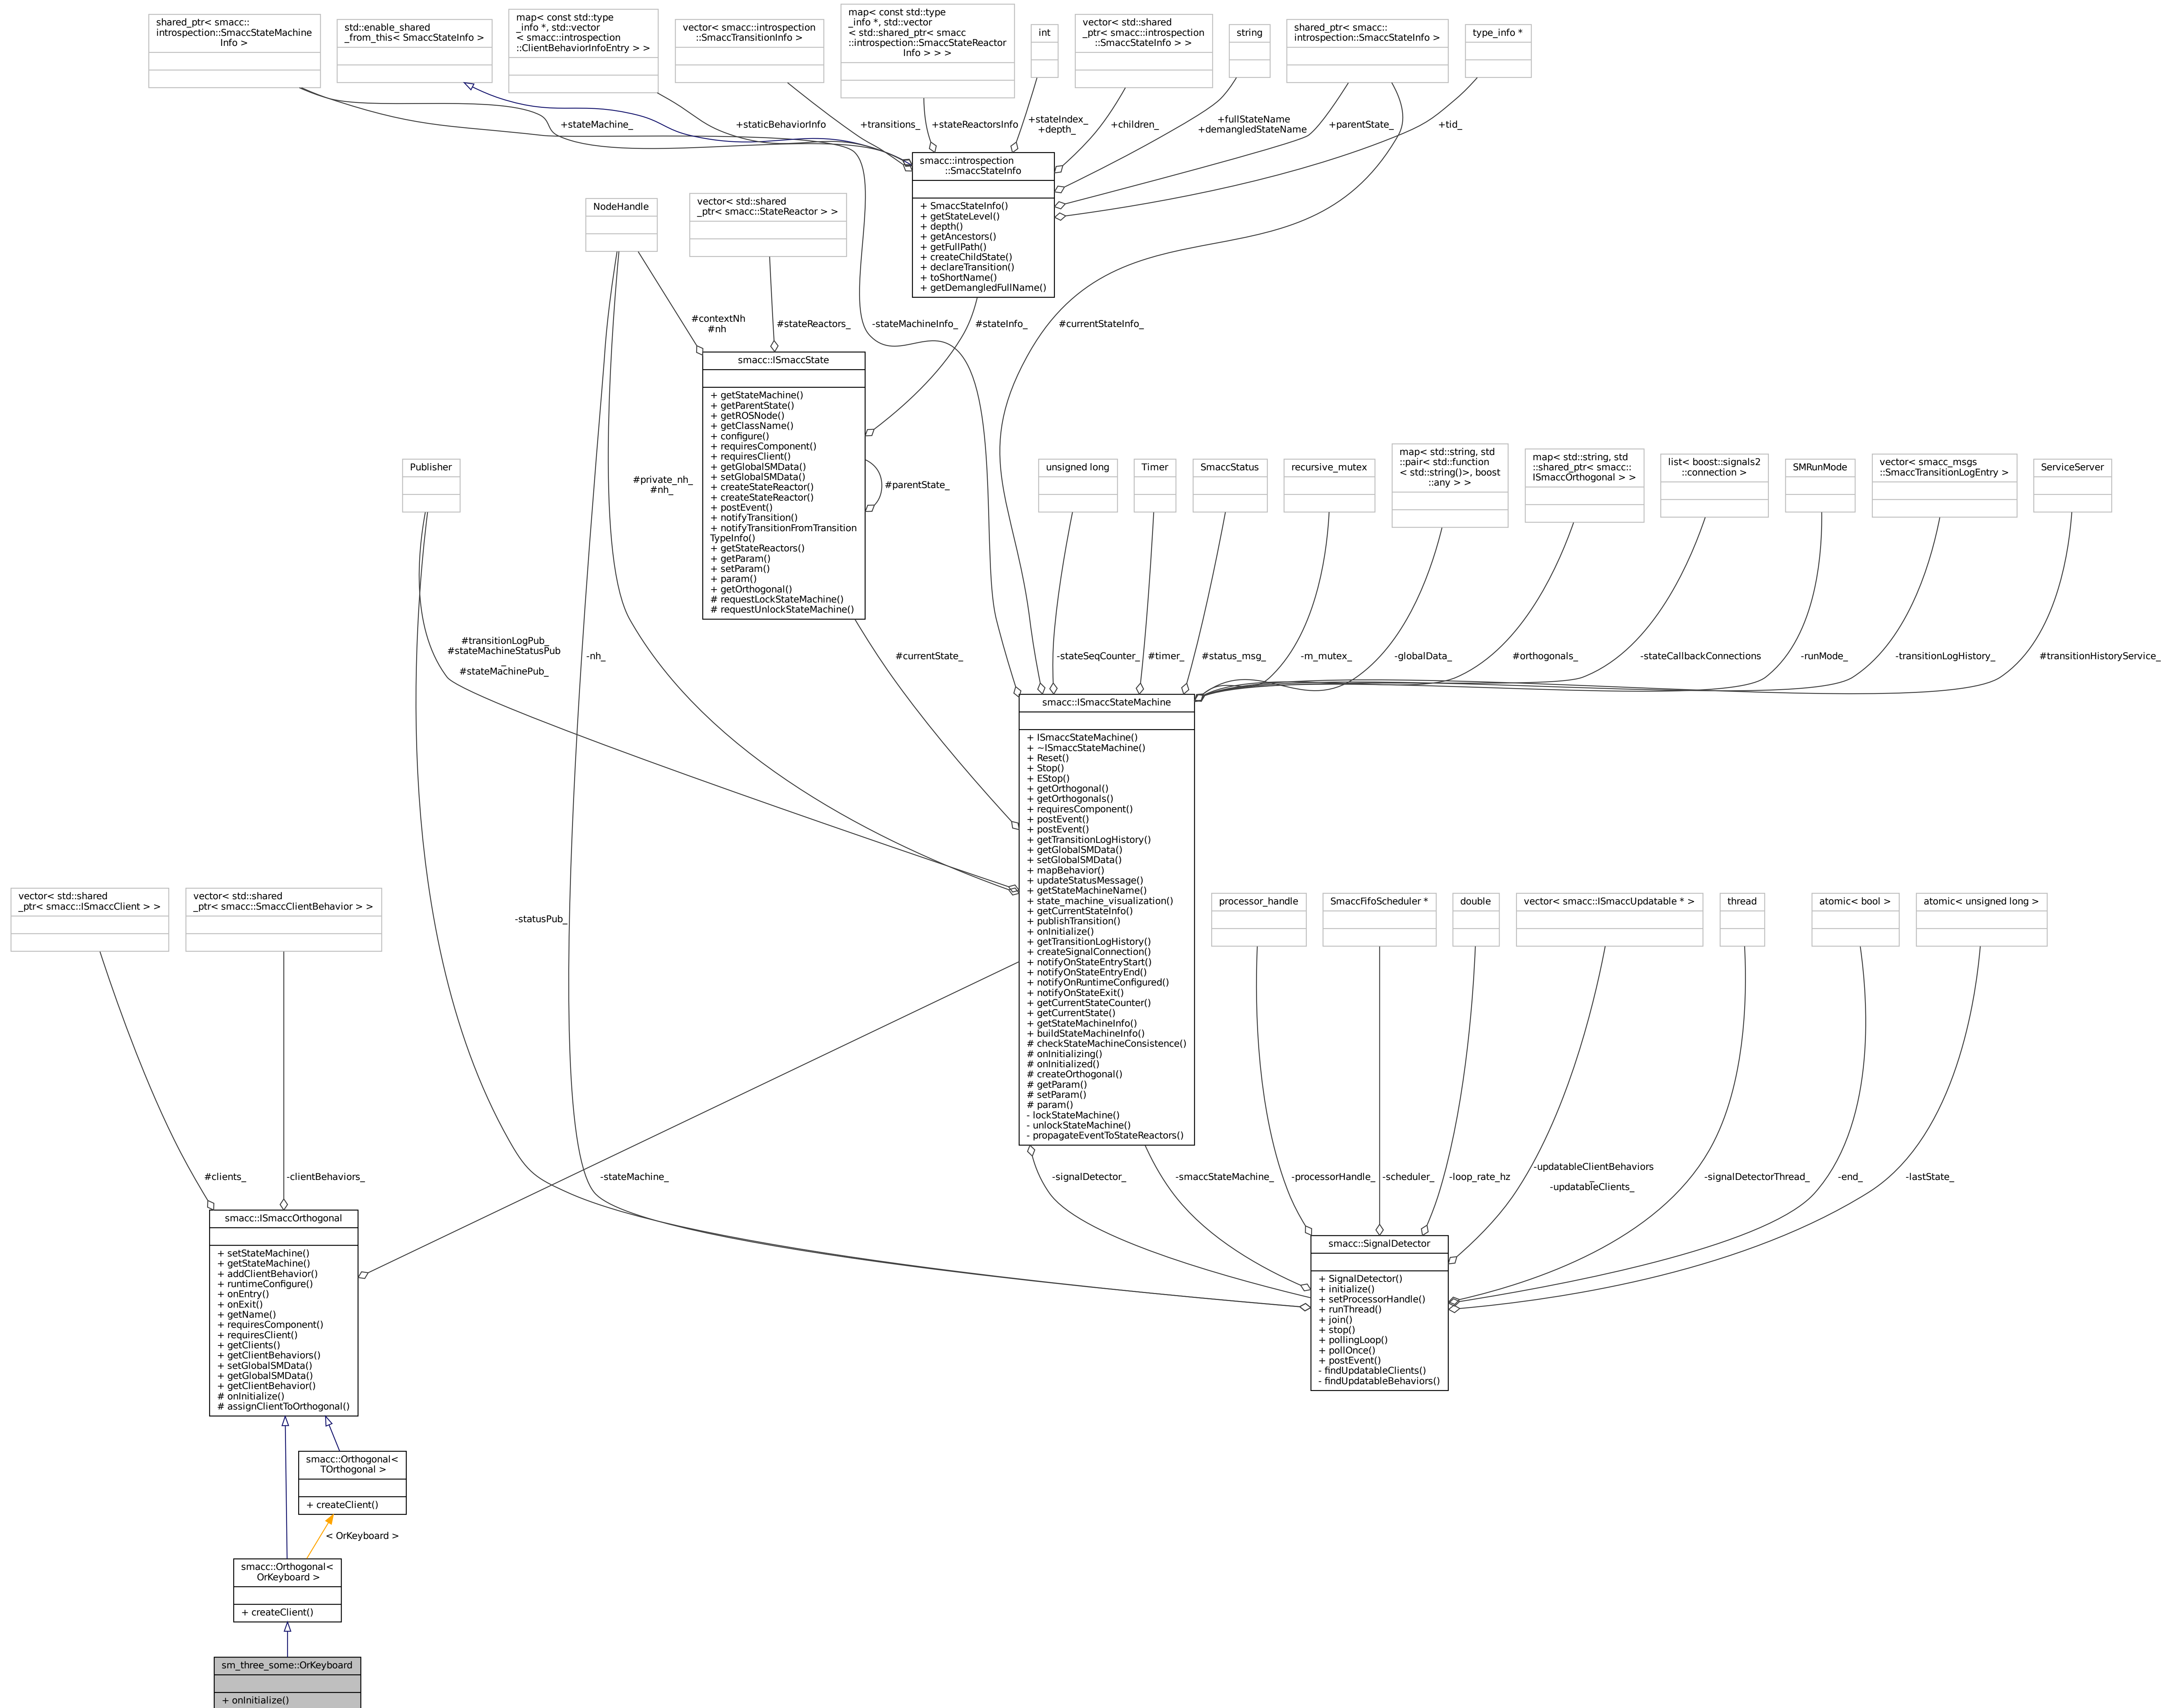 shared_ptr< smacc::
introspection::SmaccStateMachine
Info >
std::enable_shared
_from_this< SmaccStateInfo >
map< const std::type
_info *, std::vector
< smacc::introspection
::ClientBehaviorInfoEntry > >
vector< smacc::introspection
::SmaccTransitionInfo >
map< const std::type
_info *, std::vector
< std::shared_ptr< smacc
::introspection::SmaccStateReactor
Info > > >
int
vector< std::shared
_ptr< smacc::introspection
::SmaccStateInfo > >
string
shared_ptr< smacc::
introspection::SmaccStateInfo >
type_info *
+stateMachine_
+staticBehaviorInfo
+transitions_
+stateReactorsInfo
+stateIndex_
+depth_
+children_
+fullStateName
+demangledStateName
+parentState_
+tid_
smacc::introspection
::SmaccStateInfo
+ SmaccStateInfo()
+ getStateLevel()
+ depth()
+ getAncestors()
+ getFullPath()
+ createChildState()
+ declareTransition()
+ toShortName()
+ getDemangledFullName()
NodeHandle
vector< std::shared
_ptr< smacc::StateReactor > >
#contextNh
#nh
#stateReactors_
-stateMachineInfo_
#stateInfo_
#currentStateInfo_
smacc::ISmaccState
+ getStateMachine()
+ getParentState()
+ getROSNode()
+ getClassName()
+ configure()
+ requiresComponent()
+ requiresClient()
+ getGlobalSMData()
+ setGlobalSMData()
+ createStateReactor()
+ createStateReactor()
+ postEvent()
+ notifyTransition()
+ notifyTransitionFromTransition
TypeInfo()
+ getStateReactors()
+ getParam()
+ setParam()
+ param()
+ getOrthogonal()
# requestLockStateMachine()
# requestUnlockStateMachine()
#parentState_
Publisher
#private_nh_
#nh_
unsigned long
Timer
SmaccStatus
recursive_mutex
map< std::string, std
::pair< std::function
< std::string()>, boost
::any > >
map< std::string, std
::shared_ptr< smacc::
ISmaccOrthogonal > >
list< boost::signals2
::connection >
SMRunMode
vector< smacc_msgs
::SmaccTransitionLogEntry >
ServiceServer
#transitionLogPub_
#stateMachineStatusPub
_
#stateMachinePub_
-nh_
#currentState_
-stateSeqCounter_
#timer_
#status_msg_
-m_mutex_
-globalData_
#orthogonals_
-stateCallbackConnections
-runMode_
-transitionLogHistory_
#transitionHistoryService_
smacc::ISmaccStateMachine
+ ISmaccStateMachine()
+ ~ISmaccStateMachine()
+ Reset()
+ Stop()
+ EStop()
+ getOrthogonal()
+ getOrthogonals()
+ requiresComponent()
+ postEvent()
+ postEvent()
+ getTransitionLogHistory()
+ getGlobalSMData()
+ setGlobalSMData()
+ mapBehavior()
+ updateStatusMessage()
+ getStateMachineName()
+ state_machine_visualization()
+ getCurrentStateInfo()
+ publishTransition()
+ onInitialize()
+ getTransitionLogHistory()
+ createSignalConnection()
+ notifyOnStateEntryStart()
+ notifyOnStateEntryEnd()
+ notifyOnRuntimeConfigured()
+ notifyOnStateExit()
+ getCurrentStateCounter()
+ getCurrentState()
+ getStateMachineInfo()
+ buildStateMachineInfo()
# checkStateMachineConsistence()
# onInitializing()
# onInitialized()
# createOrthogonal()
# getParam()
# setParam()
# param()
- lockStateMachine()
- unlockStateMachine()
- propagateEventToStateReactors()
vector< std::shared
_ptr< smacc::ISmaccClient > >
vector< std::shared
_ptr< smacc::SmaccClientBehavior > >
-statusPub_
processor_handle
SmaccFifoScheduler *
double
vector< smacc::ISmaccUpdatable * >
thread
atomic< bool >
atomic< unsigned long >
#clients_
-clientBehaviors_
-stateMachine_
-signalDetector_
-smaccStateMachine_
-processorHandle_
-scheduler_
-loop_rate_hz
-updatableClientBehaviors
_
-updatableClients_
-signalDetectorThread_
-end_
-lastState_
smacc::ISmaccOrthogonal
+ setStateMachine()
+ getStateMachine()
+ addClientBehavior()
+ runtimeConfigure()
+ onEntry()
+ onExit()
+ getName()
+ requiresComponent()
+ requiresClient()
+ getClients()
+ getClientBehaviors()
+ setGlobalSMData()
+ getGlobalSMData()
+ getClientBehavior()
# onInitialize()
# assignClientToOrthogonal()
smacc::SignalDetector
+ SignalDetector()
+ initialize()
+ setProcessorHandle()
+ runThread()
+ join()
+ stop()
+ pollingLoop()
+ pollOnce()
+ postEvent()
- findUpdatableClients()
- findUpdatableBehaviors()
smacc::Orthogonal<
TOrthogonal >
+ createClient()
< OrKeyboard >
smacc::Orthogonal<
OrKeyboard >
+ createClient()
sm_three_some::OrKeyboard
+ onInitialize()